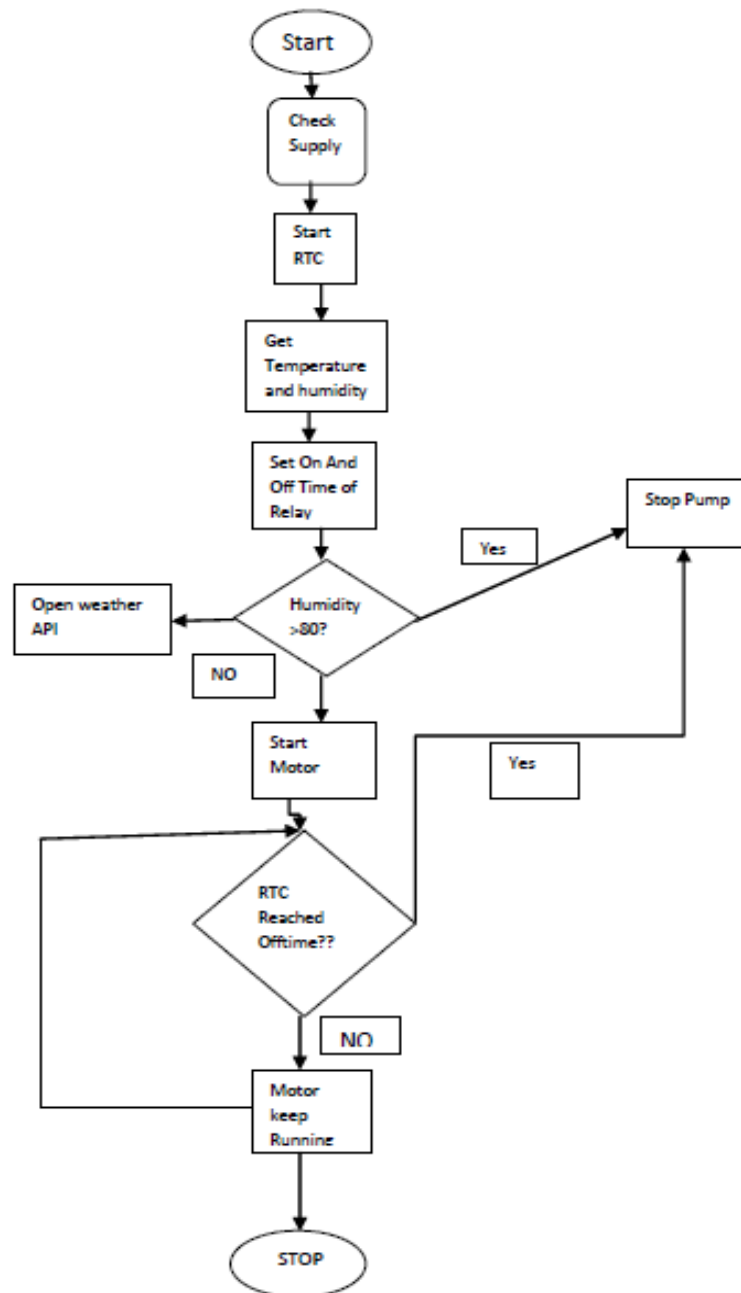 Start
Check
Supply
Start
RTC
Get
Temperature
and humidity
Set On And
Off Time of
Relay
Stop Pump
Yes
Open weather
API
Humidity
>80?
NO
Start
Motor
Yes
RTC
Reached
Offtime??
NO
Motor
keep
Runnine
STOP